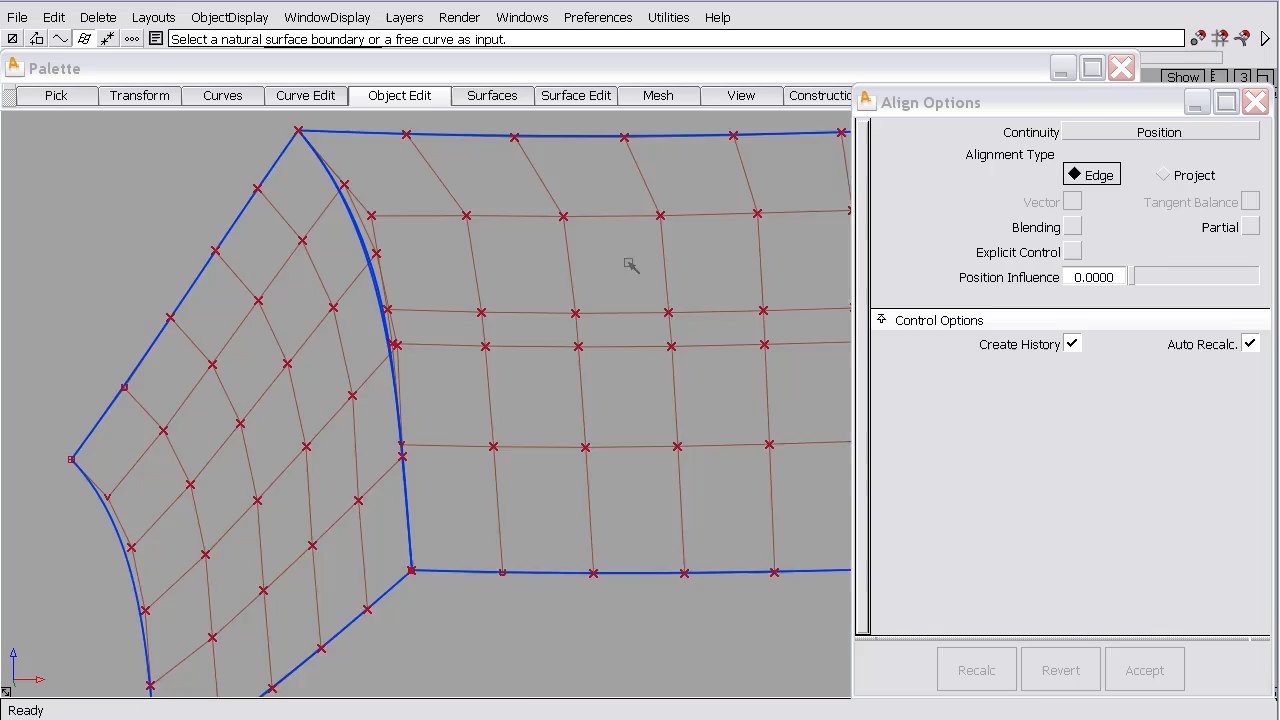 File Edit Delete Layouts ObjectDisplay WindowDisplay Layers Render Windows Preferences Utilities Help
Select a natural surface boundary or a free curve as input.
Palette
Show 3
Pick Transform Curves Curve Edit Object Edit Surfaces Surface Edit Mesh View Constructio
Align Options
Continuity Position
Alignment Type
Edge Project
Vector Tangent Balance
Blending Partial
Explicit Control
Position Influence 0.0000
Control Options
Create History Auto Recalc.
Recalc Revert Accept
Ready